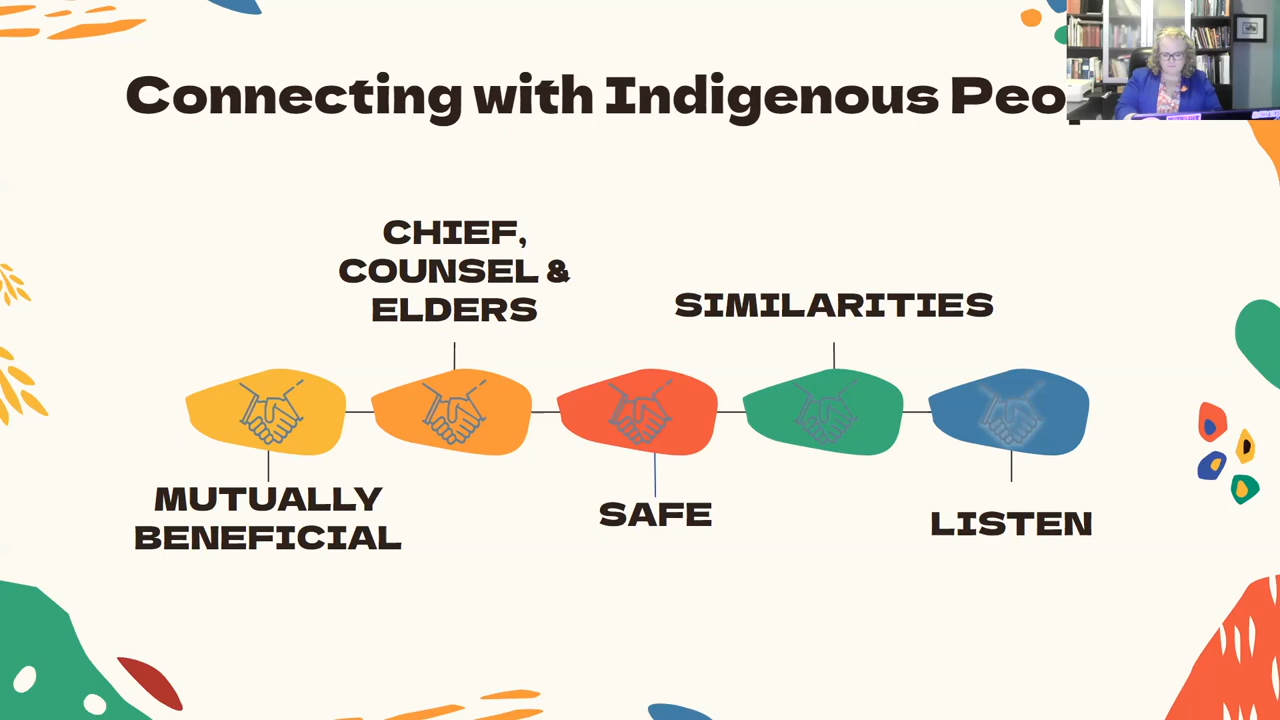 Connecting with Indigenous Peo
CHIEF,
COUNSEL &
ELDERS
SIMILARITIES
MUTUALLY
BENEFICIAL
SAFE
LISTEN